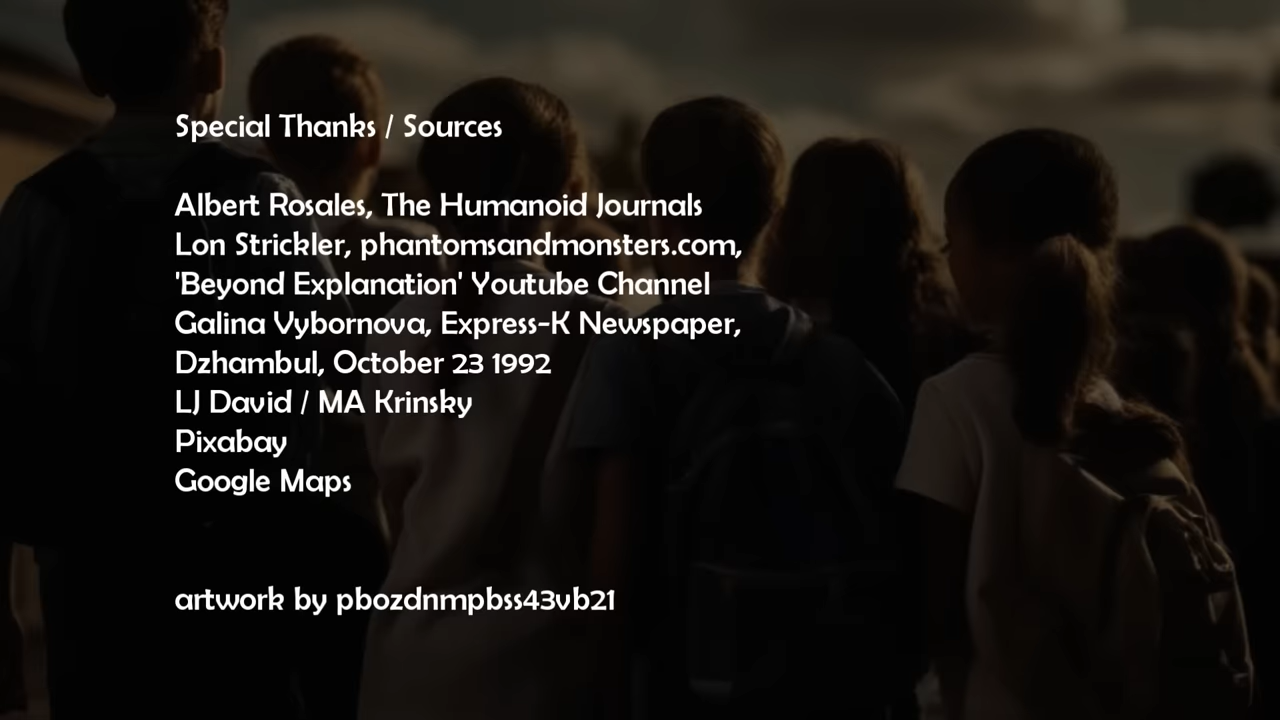 Special Thanks / Sources
Albert Rosales, The Humanoid Journals
Lon Strickler, phantomsandmonsters.com,
'Beyond Explanation' Youtube Channel
Galina Vybornova, Express-K Newspaper,
Dzhambul, October 23 1992
LJ David / MA Krinsky
Pixabay
Google Maps
artwork by pbozdnmpbss43vb21